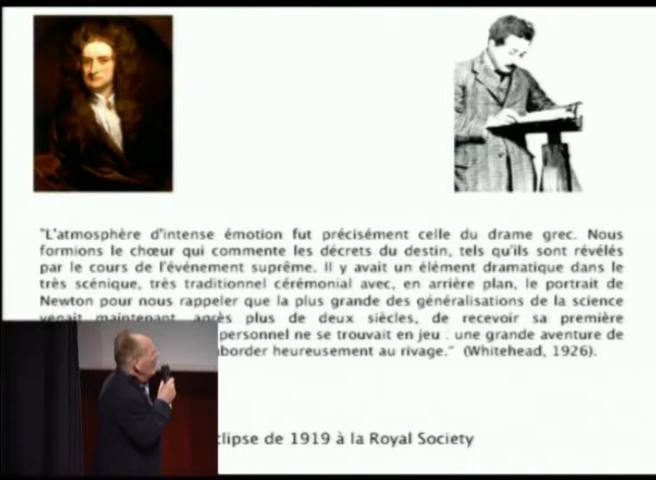 "L'atmosphère d'intense émotion fut précisément celle du drame grec. Nous
formions le chœur qui commente les décrets du destin, tels qu'ils sont révélés
par le cours de l'événement suprême. Il y avait un élément dramatique dans le
très scénique, très traditionnel cérémonial avec, en arrière plan, le portrait de
Newton pour nous rappeler que la plus grande des généralisations de la science
venait maintenant, après plus de deux siècles, de recevoir sa première
personnel ne se trouvait en jeu : une grande aventure de
aborder heureusement au rivage." (Whitehead, 1926).
clipse de 1919 à la Royal Society